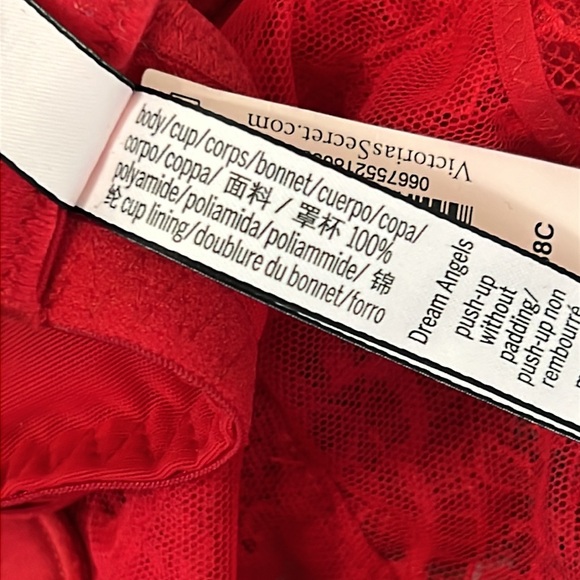 body/cup/corps/bonnet/cuerpo/copa/
corpo/coppa/ 面料 / 罩杯 100%
polyamide/poliamida/poliammide/ 锦
纶 cup lining/doublure du bonnet/forro
Dream Angels
push-up
without
padding/
push-up non
rembourré
VictoriasSecret.com
8C